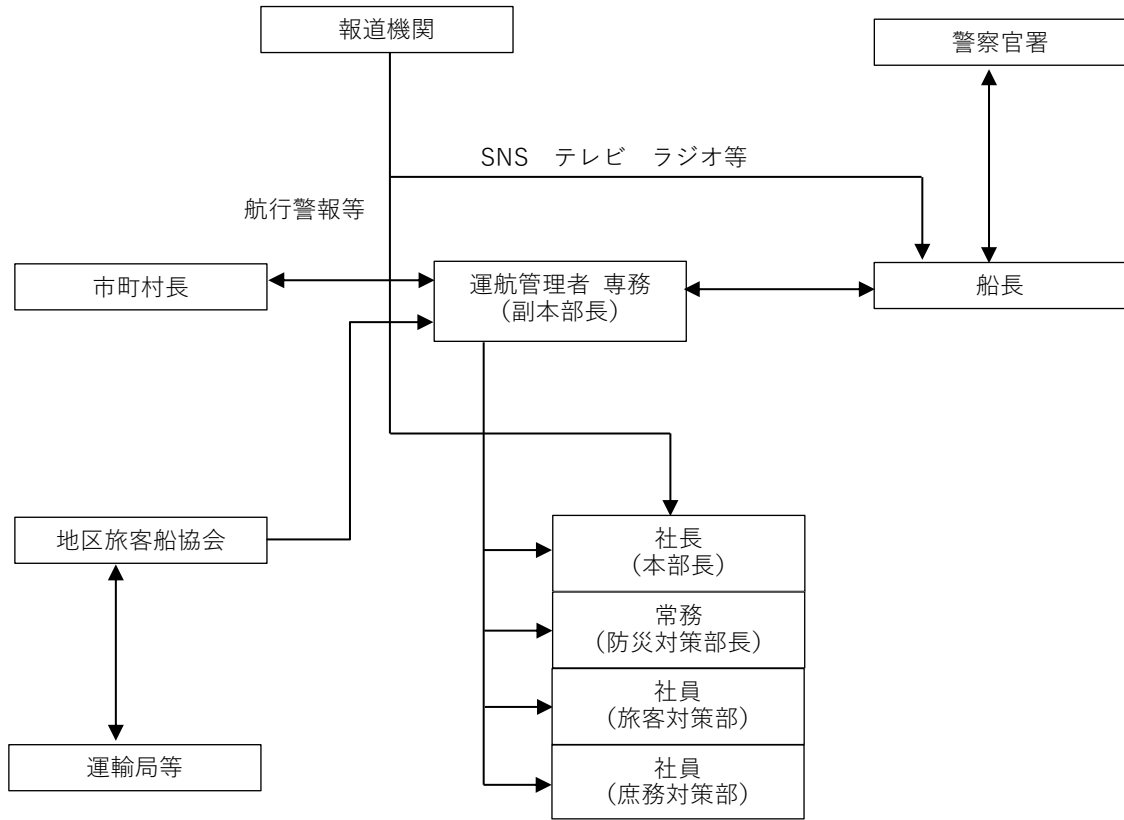 報道機関
警察官署
SNS　テレビ　ラジオ等
航行警報等
市町村長
運航管理者 専務
（副本部長）
船長
地区旅客船協会
社長
（本部長）
常務
（防災対策部長）
社員
（旅客対策部）
運輸局等
社員
（庶務対策部）